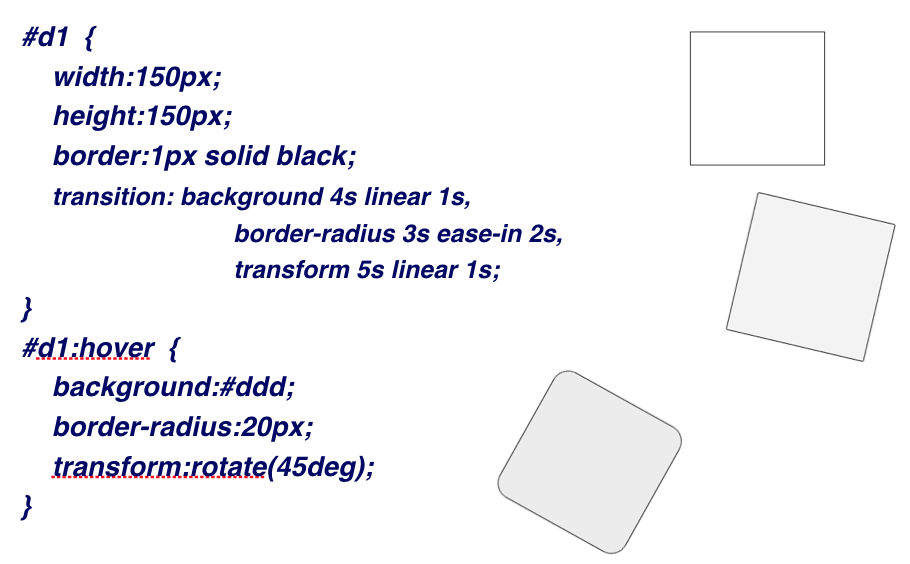 #d1 {
width:150px;
height:150px;
border:1px solid black;
transition: background 4s linear 1s,
border-radius 3s ease-in 2s,
transform 5s linear 1s;
}
#d1:hover {
background:#ddd;
border-radius:20px;
transform:rotate(45deg);
}